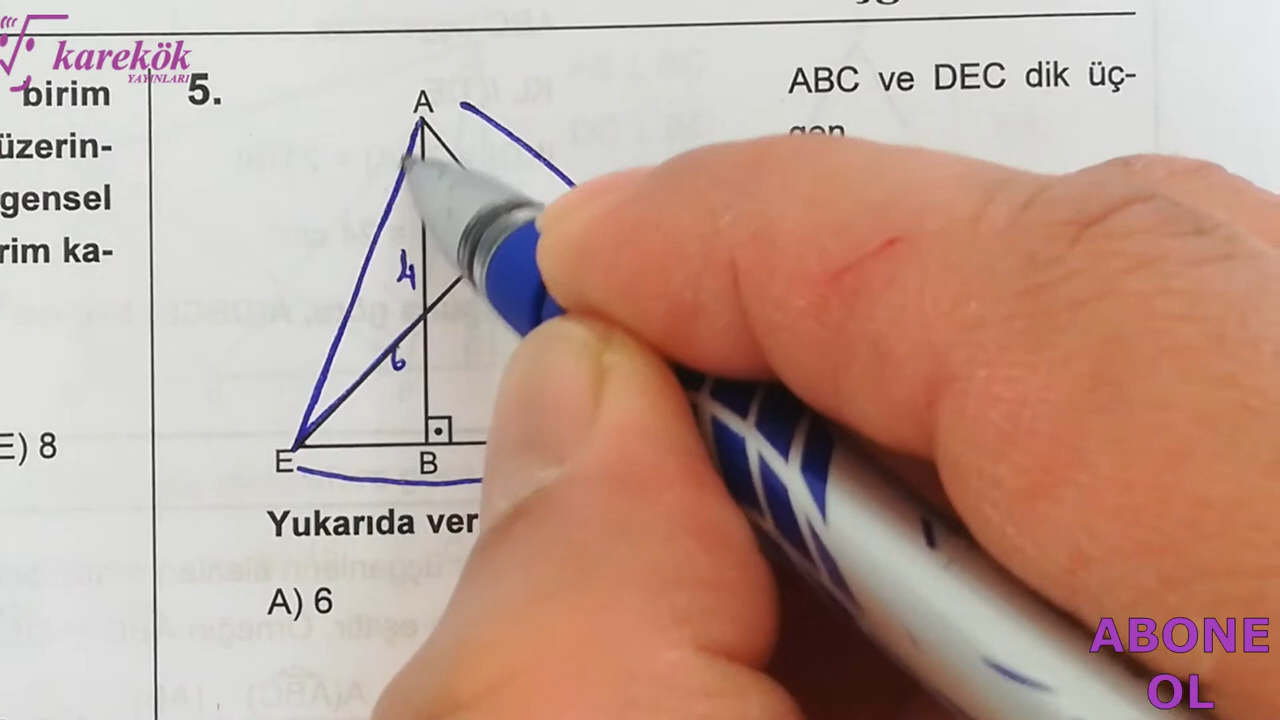 karekök
YAYINLARI
birim
üzerin-
gensel
rim ka-
E) 8
5.
ABC ve DEC dik üç-
gen
A
4
6
E
B
Yukarıda ver
A) 6
ABONE
OL